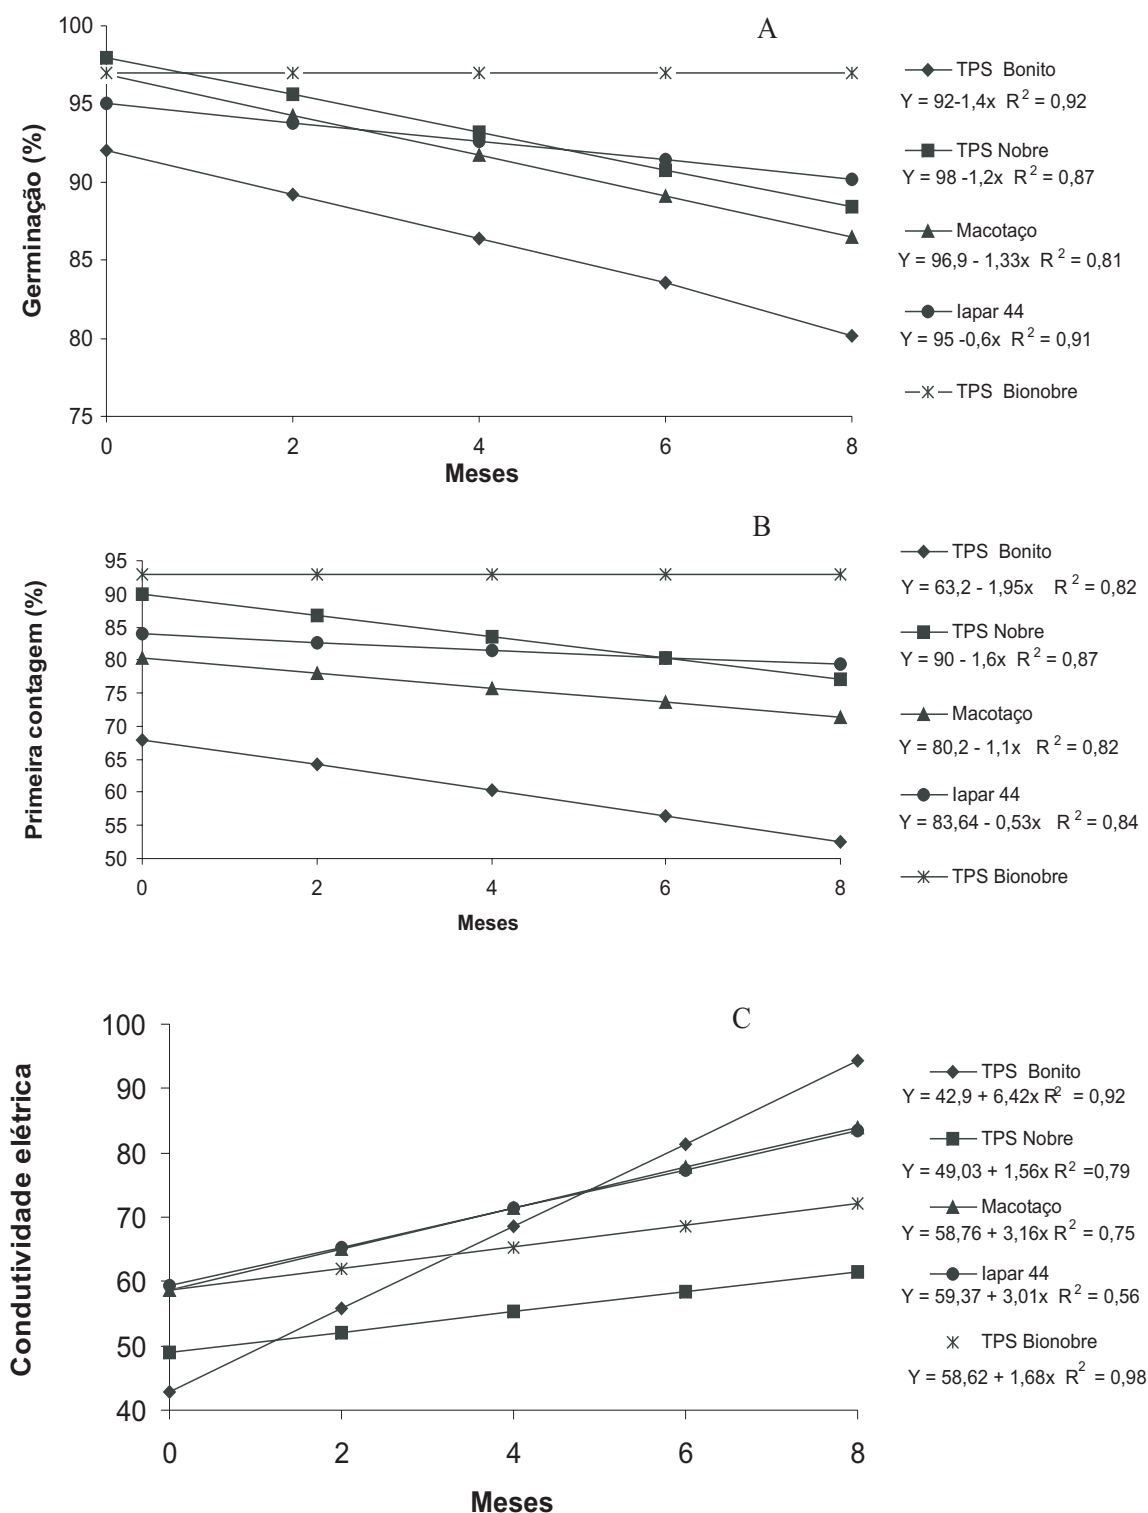 A
Germinação (%)
100
95
90
85
80
75
0 2 4 6 8
Meses
TPS Bonito
Y = 92-1,4x R² = 0,92
TPS Nobre
Y = 98 -1,2x R² = 0,87
Macotaço
Y = 96,9 - 1,33x R² = 0,81
Iapar 44
Y = 95 -0,6x R² = 0,91
TPS Bionobre
B
Primeira contagem (%)
95
90
85
80
75
70
65
60
55
50
0 2 4 6 8
Meses
TPS Bonito
Y = 63,2 - 1,95x R² = 0,82
TPS Nobre
Y = 90 - 1,6x R² = 0,87
Macotaço
Y = 80,2 - 1,1x R² = 0,82
Iapar 44
Y = 83,64 - 0,53x R² = 0,84
TPS Bionobre
C
Condutividade elétrica
100
90
80
70
60
50
40
0 2 4 6 8
Meses
TPS Bonito
Y = 42,9 + 6,42x R² = 0,92
TPS Nobre
Y = 49,03 + 1,56x R² =0,79
Macotaço
Y = 58,76 + 3,16x R² = 0,75
Iapar 44
Y = 59,37 + 3,01x R² = 0,56
TPS Bionobre
Y = 58,62 + 1,68x R² = 0,98